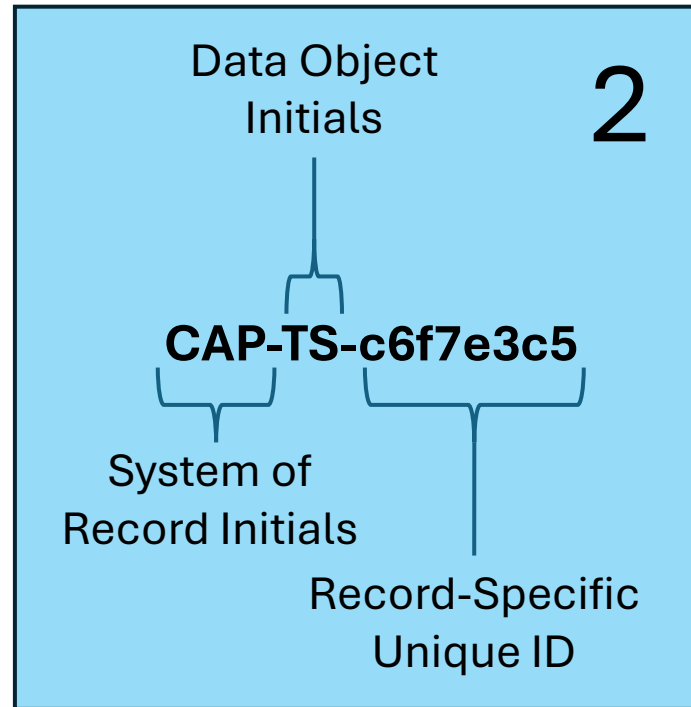 Data Object
Initials
2
CAP-TS-c6f7e3c5
System of
Record Initials
Record-Specific
Unique ID